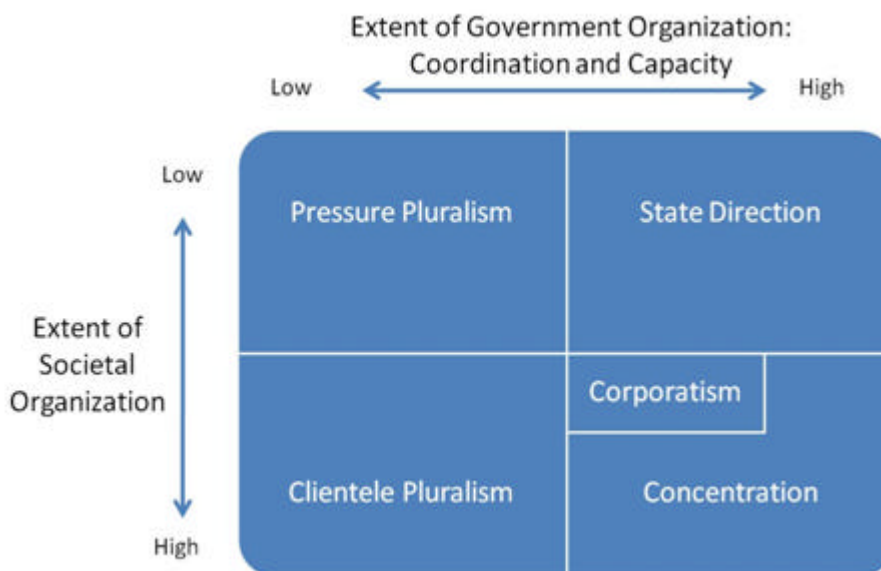 Extent of Government Organization:
Coordination and Capacity
Low
High
Low
Pressure Pluralism
State Direction
Extent of
Societal
Organization
Corporatism
Clientele Pluralism
Concentration
High